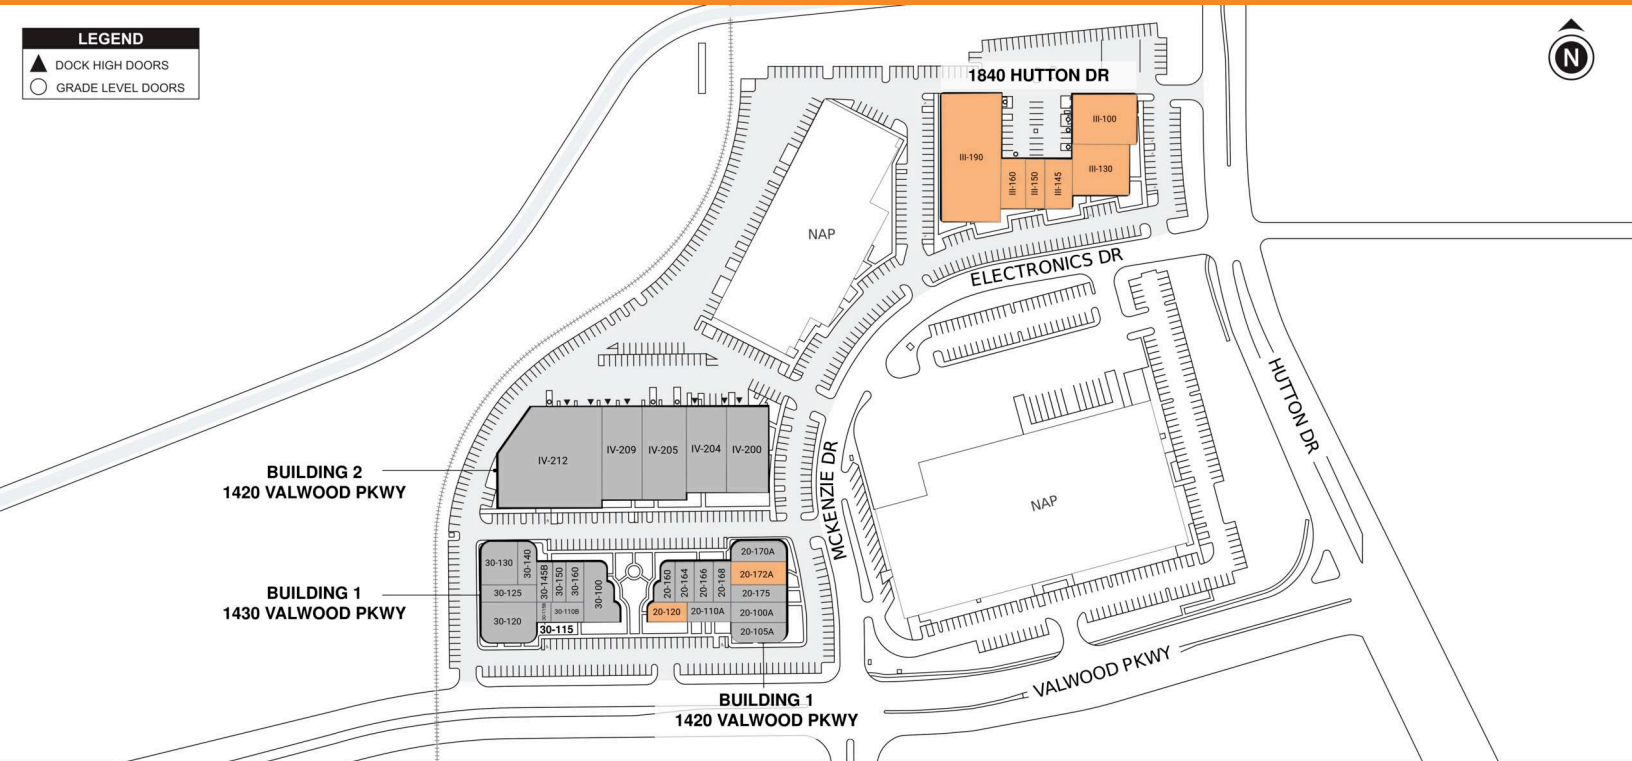 LEGEND
DOCK HIGH DOORS
GRADE LEVEL DOORS
N
1840 HUTTON DR
III-100
III-190
III-130
III-160
III-150
III-145
NAP
ELECTRONICS DR
HUTTON DR
MCKENZIE DR
IV-212
IV-209
IV-205
IV-204
IV-200
BUILDING 2
1420 VALWOOD PKWY
NAP
BUILDING 1
1430 VALWOOD PKWY
30-130
30-140
30-145B
30-150
30-160
30-100
30-125
30-120
30-110B
30-115
20-170A
20-172A
20-160
20-164
20-166
20-168
20-175
20-120
20-110A
20-100A
20-105A
VALWOOD PKWY
BUILDING 1
1420 VALWOOD PKWY